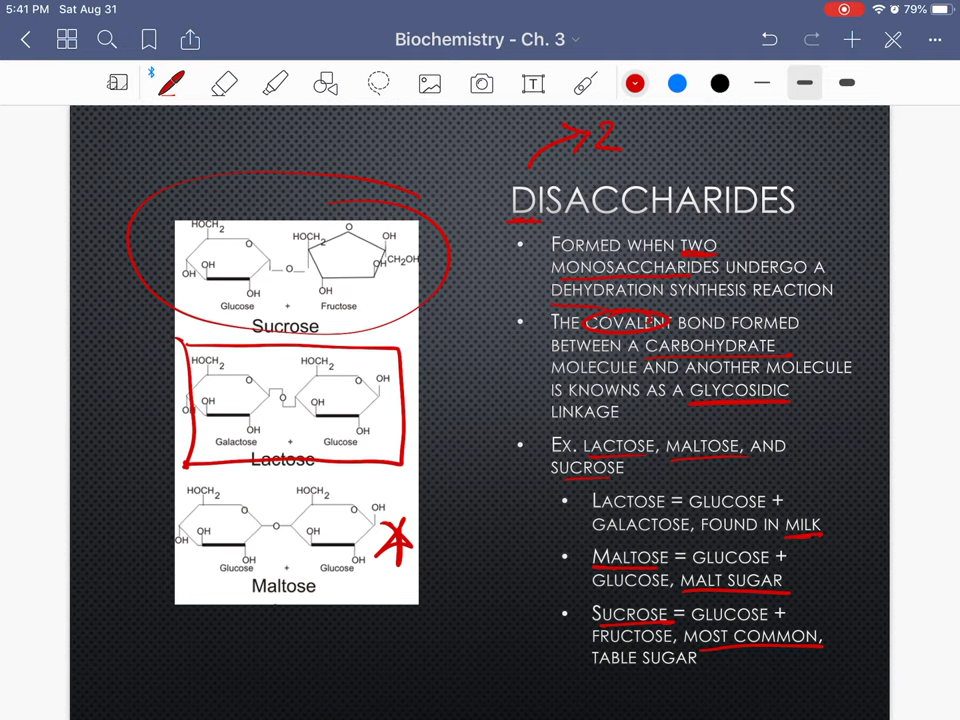 5:41 PM Sat Aug 31
79%
Biochemistry - Ch. 3
T
2
DISACCHARIDES
• FORMED WHEN TWO
MONOSACCHARIDES UNDERGO A
DEHYDRATION SYNTHESIS REACTION
• THE COVALENT BOND FORMED
BETWEEN A CARBOHYDRATE
MOLECULE AND ANOTHER MOLECULE
IS KNOWNS AS A GLYCOSIDIC
LINKAGE
• EX. LACTOSE, MALTOSE, AND
SUCROSE
• LACTOSE = GLUCOSE +
GALACTOSE, FOUND IN MILK
• MALTOSE = GLUCOSE +
GLUCOSE, MALT SUGAR
• SUCROSE = GLUCOSE +
FRUCTOSE, MOST COMMON,
TABLE SUGAR
HOCH2
O
HOCH2
O
OH
OH
OH
O
OH
CH2OH
OH
OH
Glucose + Fructose
Sucrose
HOCH2
HOCH2
O
O
OH
OH
OH
O
OH
OH
OH
Galactose + Glucose
Lactose
HOCH2
HOCH2
O
O
OH
OH
OH
O
OH
OH
OH
Glucose + Glucose
Maltose